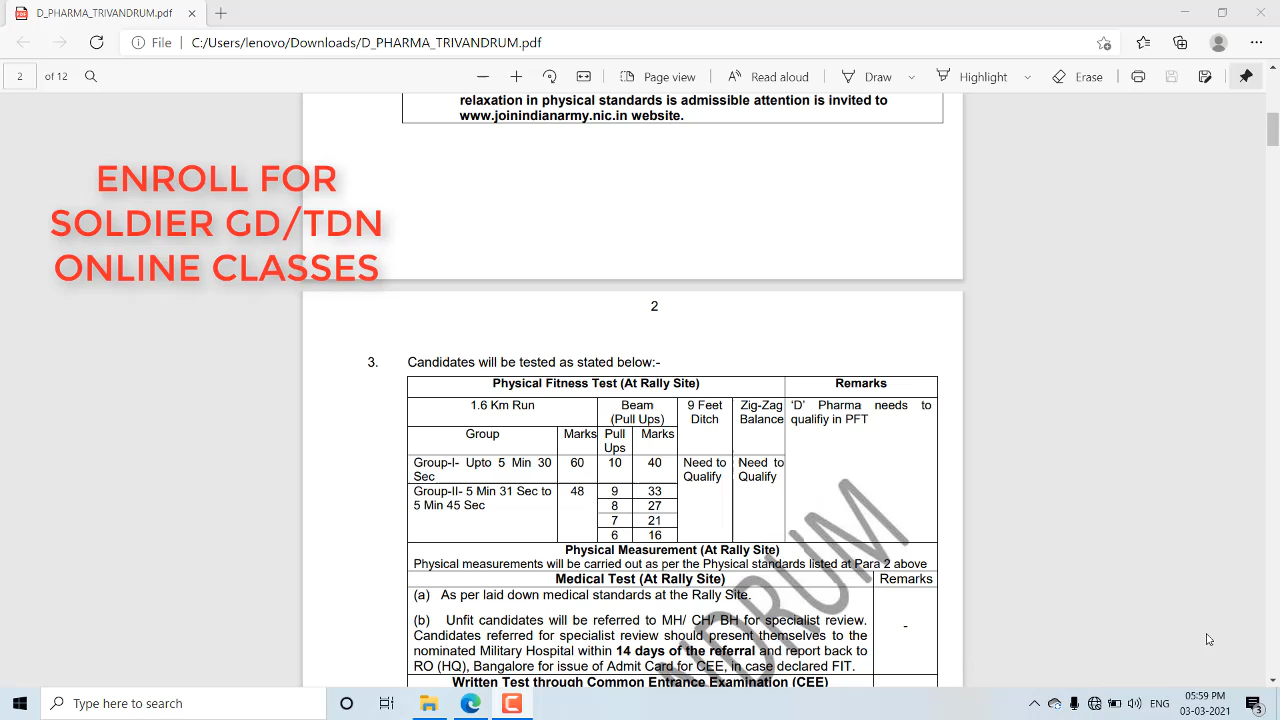 D_PHARMA_TRIVANDRUM.pdf
File C:/Users/lenovo/Downloads/D_PHARMA_TRIVANDRUM.pdf
2 of 12 Page view Read aloud Draw Highlight Erase
relaxation in physical standards is admissible attention is invited to
www.joinindianarmy.nic.in website.
ENROLL FOR
SOLDIER GD/TDN
ONLINE CLASSES
2
3. Candidates will be tested as stated below:-
Physical Fitness Test (At Rally Site) Remarks
1.6 Km Run Beam 9 Feet Zig-Zag 'D' Pharma needs to
(Pull Ups) Ditch Balance qualifiy in PFT
Group Marks Pull Marks
Ups
Group-I- Upto 5 Min 30 60 10 40 Need to Need to
Sec Qualify Qualify
Group-II- 5 Min 31 Sec to 48 9 33
5 Min 45 Sec 8 27
7 21
6 16
Physical Measurement (At Rally Site)
Physical measurements will be carried out as per the Physical standards listed at Para 2 above
Medical Test (At Rally Site) Remarks
(a) As per laid down medical standards at the Rally Site.
(b) Unfit candidates will be referred to MH/ CH/ BH for specialist review.
-
Candidates referred for specialist review should present themselves to the
nominated Military Hospital within 14 days of the referral and report back to
RO (HQ), Bangalore for issue of Admit Card for CEE, in case declared FIT.
Written Test through Common Entrance Examination (CEE)
NDRUM
Type here to search
ENG
05:59 PM
03-03-2021
3